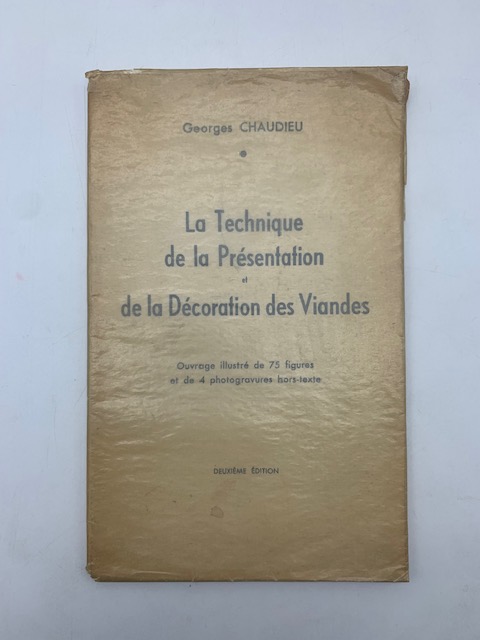 Georges CHAUDIEU
La Technique
de la Présentation
et
de la Décoration des Viandes
Ouvrage illustré de 75 figures
et de 4 photogravures hors-texte
DEUXIÈME ÉDITION